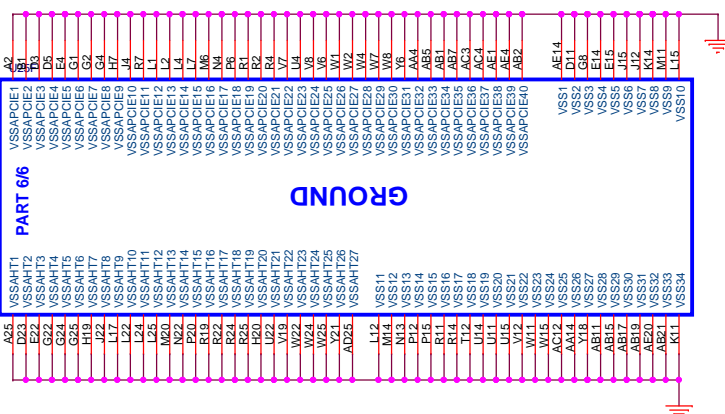 A2
B1
D3
D5
E4
G1
G2
G4
H7
J4
R7
L1
L2
L4
L7
M6
N4
P6
R1
R2
R4
V7
U4
V8
V6
W1
W2
W4
W7
W8
Y6
AA4
AB5
AB1
AB7
AC3
AC4
AE1
AE4
AB2
AE14
D11
G8
E14
E15
J15
J12
K14
M11
L15
VSSAPCIE1
VSSAPCIE2
VSSAPCIE3
VSSAPCIE4
VSSAPCIE5
VSSAPCIE6
VSSAPCIE7
VSSAPCIE8
VSSAPCIE9
VSSAPCIE10
VSSAPCIE11
VSSAPCIE12
VSSAPCIE13
VSSAPCIE14
VSSAPCIE15
VSSAPCIE16
VSSAPCIE17
VSSAPCIE18
VSSAPCIE19
VSSAPCIE20
VSSAPCIE21
VSSAPCIE22
VSSAPCIE23
VSSAPCIE24
VSSAPCIE25
VSSAPCIE26
VSSAPCIE27
VSSAPCIE28
VSSAPCIE29
VSSAPCIE30
VSSAPCIE31
VSSAPCIE32
VSSAPCIE33
VSSAPCIE34
VSSAPCIE35
VSSAPCIE36
VSSAPCIE37
VSSAPCIE38
VSSAPCIE39
VSSAPCIE40
VSS1
VSS2
VSS3
VSS4
VSS5
VSS6
VSS7
VSS8
VSS9
VSS10
PART 6/6
GROUND
VSSAHT1
VSSAHT2
VSSAHT3
VSSAHT4
VSSAHT5
VSSAHT6
VSSAHT7
VSSAHT8
VSSAHT9
VSSAHT10
VSSAHT11
VSSAHT12
VSSAHT13
VSSAHT14
VSSAHT15
VSSAHT16
VSSAHT17
VSSAHT18
VSSAHT19
VSSAHT20
VSSAHT21
VSSAHT22
VSSAHT23
VSSAHT24
VSSAHT25
VSSAHT26
VSSAHT27
VSS11
VSS12
VSS13
VSS14
VSS15
VSS16
VSS17
VSS18
VSS19
VSS20
VSS21
VSS22
VSS23
VSS24
VSS25
VSS26
VSS27
VSS28
VSS29
VSS30
VSS31
VSS32
VSS33
VSS34
A25
D23
E22
G22
G24
G25
H19
J22
L17
L22
L24
L25
M20
N22
P20
R19
R22
R24
R25
H20
U22
V19
W22
W24
W25
Y21
AD25
L12
M14
N13
P12
P15
R11
R14
T12
U14
U11
U15
V12
W11
W15
AC12
AA14
Y18
AB11
AB15
AB17
AB19
AE20
AB21
K11